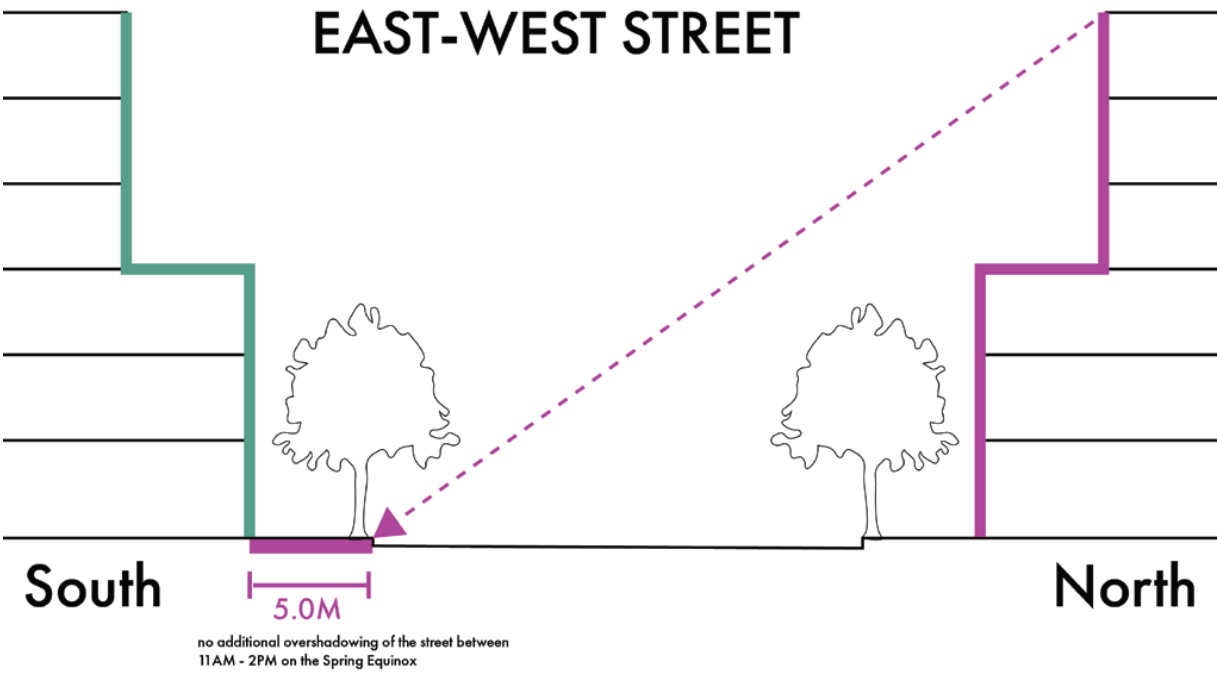 EAST-WEST STREET
South
North
5.0M
no additional overshadowing of the street between
11AM - 2PM on the Spring Equinox